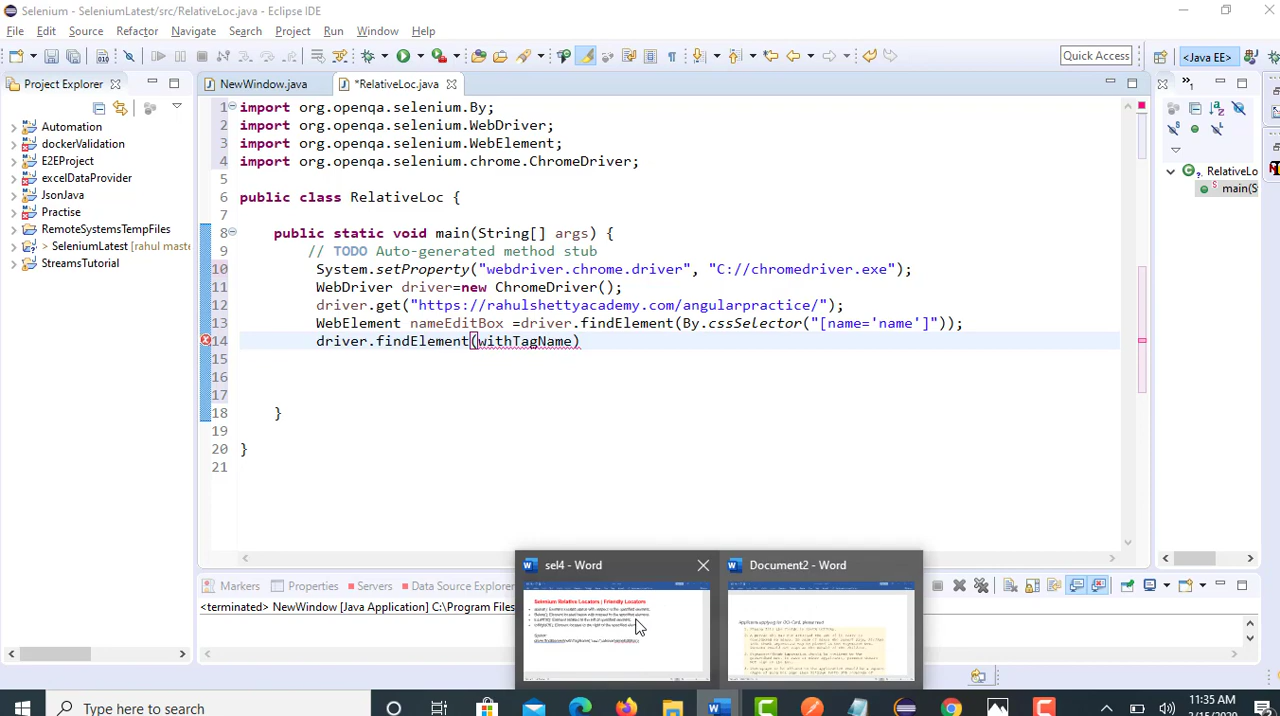 Selenium - SeleniumLatest/src/RelativeLoc.java - Eclipse IDE
File Edit Source Refactor Navigate Search Project Run Window Help
Quick Access
<Java EE>
Project Explorer
NewWindow.java
*RelativeLoc.java
Automation
dockerValidation
E2EProject
excelDataProvider
JsonJava
Practise
RemoteSystemsTempFiles
> SeleniumLatest [rahul maste
StreamsTutorial
1 import org.openqa.selenium.By;
2 import org.openqa.selenium.WebDriver;
3 import org.openqa.selenium.WebElement;
4 import org.openqa.selenium.chrome.ChromeDriver;
5
6 public class RelativeLoc {
7
8 public static void main(String[] args) {
9 // TODO Auto-generated method stub
10 System.setProperty("webdriver.chrome.driver", "C://chromedriver.exe");
11 WebDriver driver=new ChromeDriver();
12 driver.get("https://rahulshettyacademy.com/angularpractice/");
13 WebElement nameEditBox =driver.findElement(By.cssSelector("[name='name']"));
14 driver.findElement(withTagName)
15
16
17
18 }
19
20 }
21
RelativeLo
main(S
Markers
Properties
Servers
Data Source Explorer
<terminated> NewWindow [Java Application] C:\Program Files
sel4 - Word
Document2 - Word
Selenium Relative Locators | Friendly Locators
Type here to search
11:35 AM